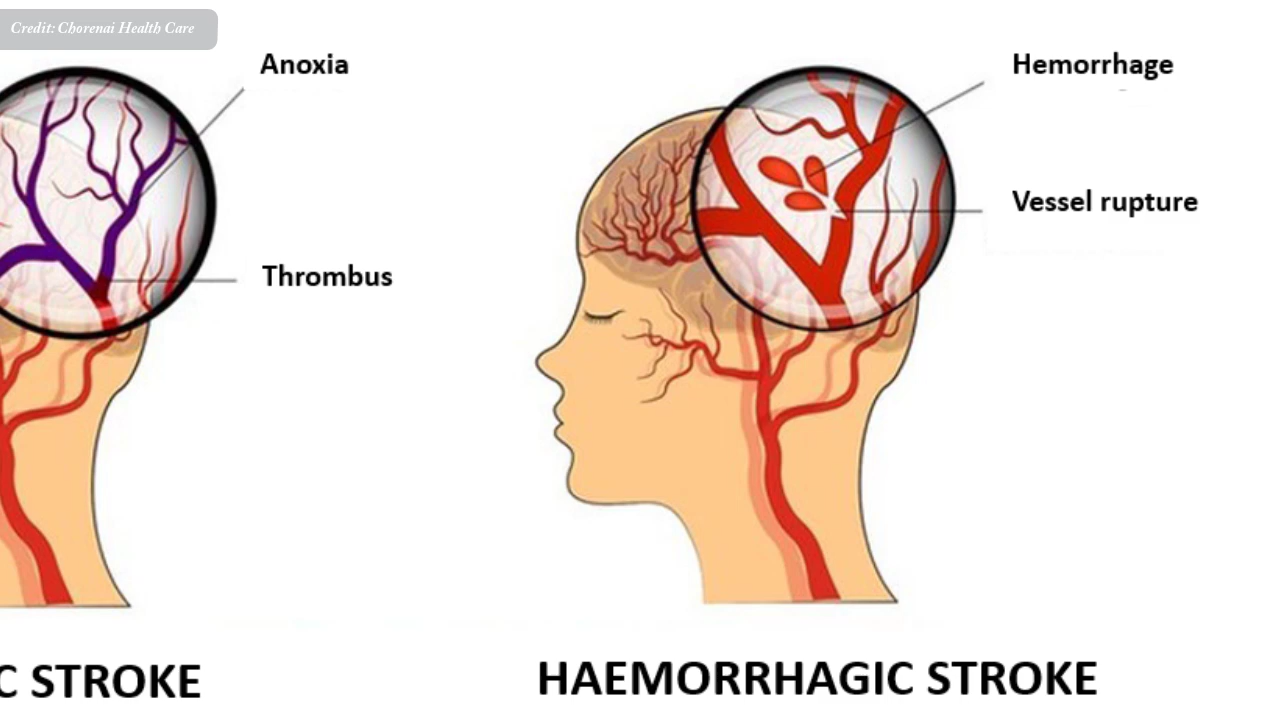 Credit: Chorenai Health Care
Anoxia
Thrombus
C STROKE
Hemorrhage
Vessel rupture
HAEMORRHAGIC STROKE